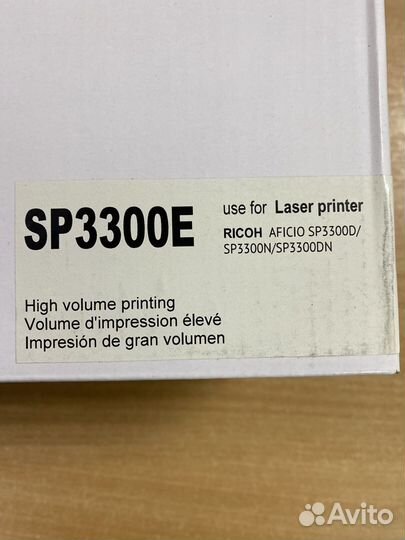 SP3300E
use for Laser printer
RICOH AFICIO SP3300D/
SP3300N/SP3300DN
High volume printing
Volume d'impression élevé
Impresión de gran volumen
Avito